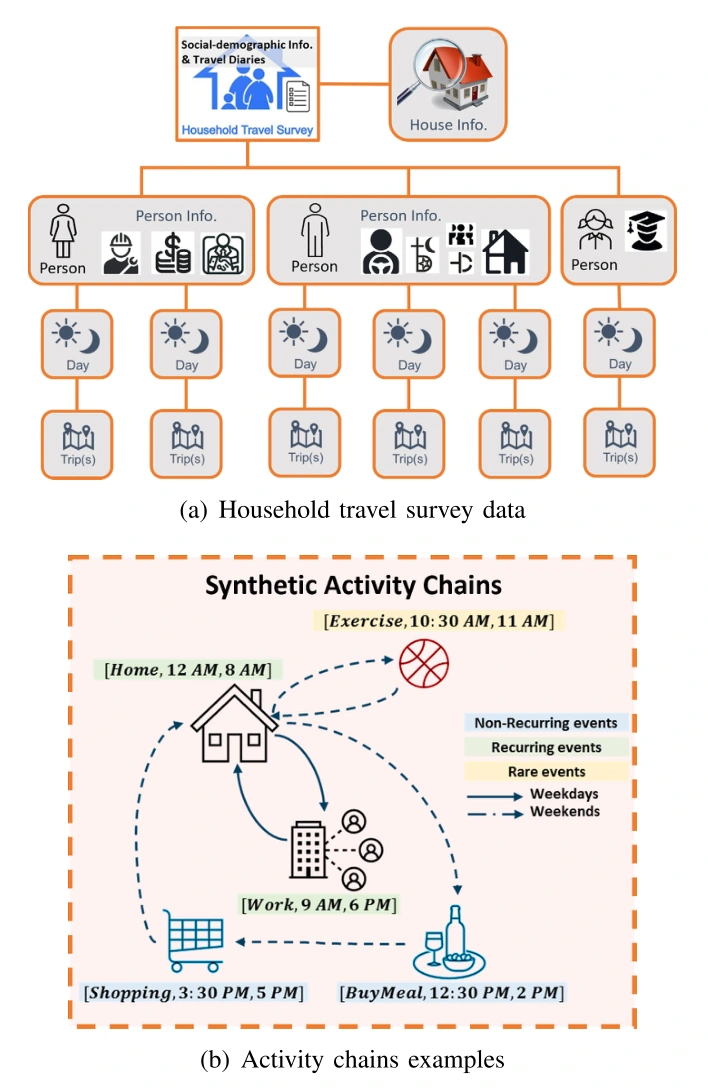 Social-demographic Info.
& Travel Diaries
Household Travel Survey
House Info.
Person Info.
Person
Person Info.
Person
Person
Day
Day
Day
Day
Day
Day
Trip(s)
Trip(s)
Trip(s)
Trip(s)
Trip(s)
Trip(s)
(a) Household travel survey data
Synthetic Activity Chains
[Exercise, 10: 30 AM, 11 AM]
[Home, 12 AM, 8 AM]
Non-Recurring events
Recurring events
Rare events
Weekdays
Weekends
[Work, 9 AM, 6 PM]
[Shopping, 3: 30 PM, 5 PM]
[BuyMeal, 12: 30 PM, 2 PM]
(b) Activity chains examples